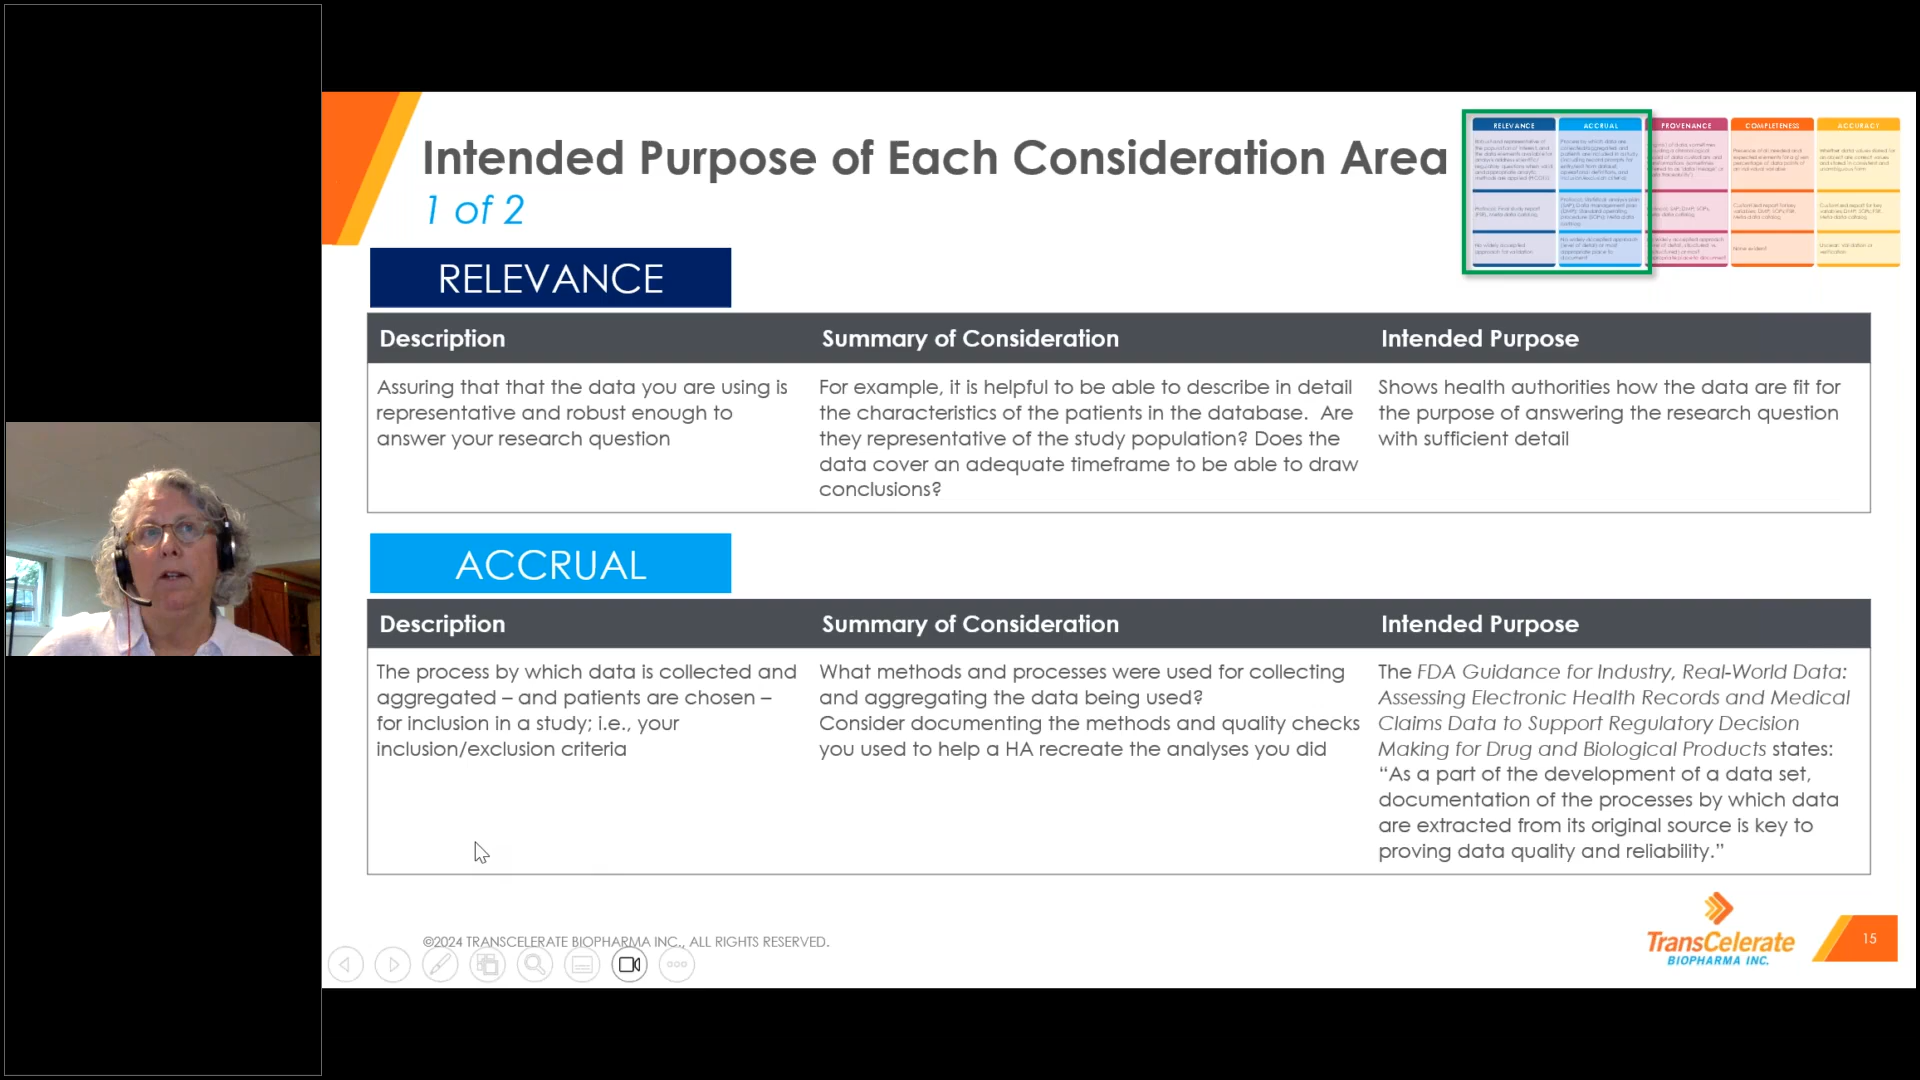 Intended Purpose of Each Consideration Area
1 of 2
RELEVANCE
ACCRUAL
PROVENANCE
COMPLETENESS
ACCURACY
RELEVANCE
Description
Summary of Consideration
Intended Purpose
Assuring that that the data you are using is
representative and robust enough to
answer your research question
For example, it is helpful to be able to describe in detail
the characteristics of the patients in the database. Are
they representative of the study population? Does the
data cover an adequate timeframe to be able to draw
conclusions?
Shows health authorities how the data are fit for
the purpose of answering the research question
with sufficient detail
ACCRUAL
Description
Summary of Consideration
Intended Purpose
The process by which data is collected and
aggregated – and patients are chosen –
for inclusion in a study; i.e., your
inclusion/exclusion criteria
What methods and processes were used for collecting
and aggregating the data being used?
Consider documenting the methods and quality checks
you used to help a HA recreate the analyses you did
The FDA Guidance for Industry, Real-World Data:
Assessing Electronic Health Records and Medical
Claims Data to Support Regulatory Decision
Making for Drug and Biological Products states:
“As a part of the development of a data set,
documentation of the processes by which data
are extracted from its original source is key to
proving data quality and reliability.”
©2024 TRANSCELERATE BIOPHARMA INC., ALL RIGHTS RESERVED.
TransCelerate
BIOPHARMA INC.
15